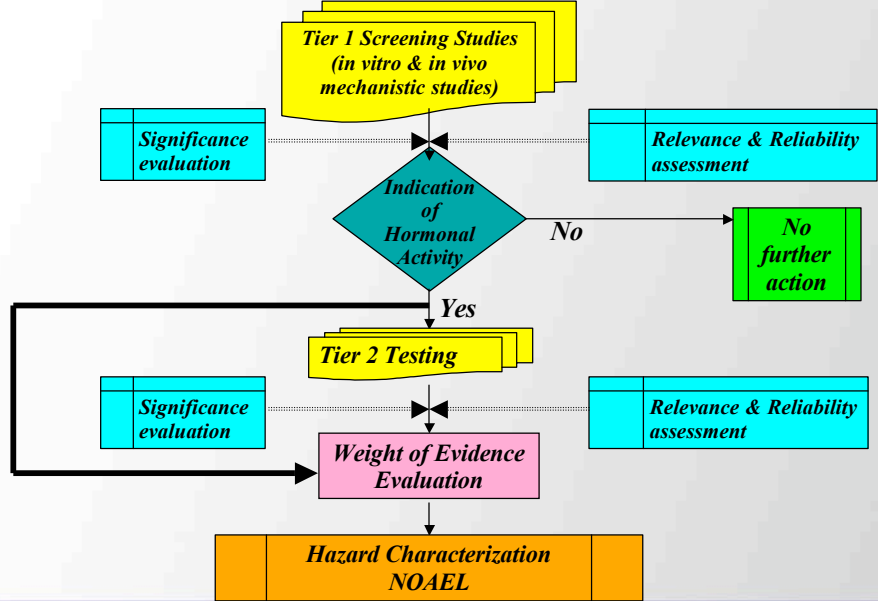 Tier 1 Screening Studies
(in vitro & in vivo
mechanistic studies)
Significance
evaluation
Relevance & Reliability
assessment
Indication
of
Hormonal
Activity
No
No
further
action
Yes
Tier 2 Testing
Significance
evaluation
Relevance & Reliability
assessment
Weight of Evidence
Evaluation
Hazard Characterization
NOAEL